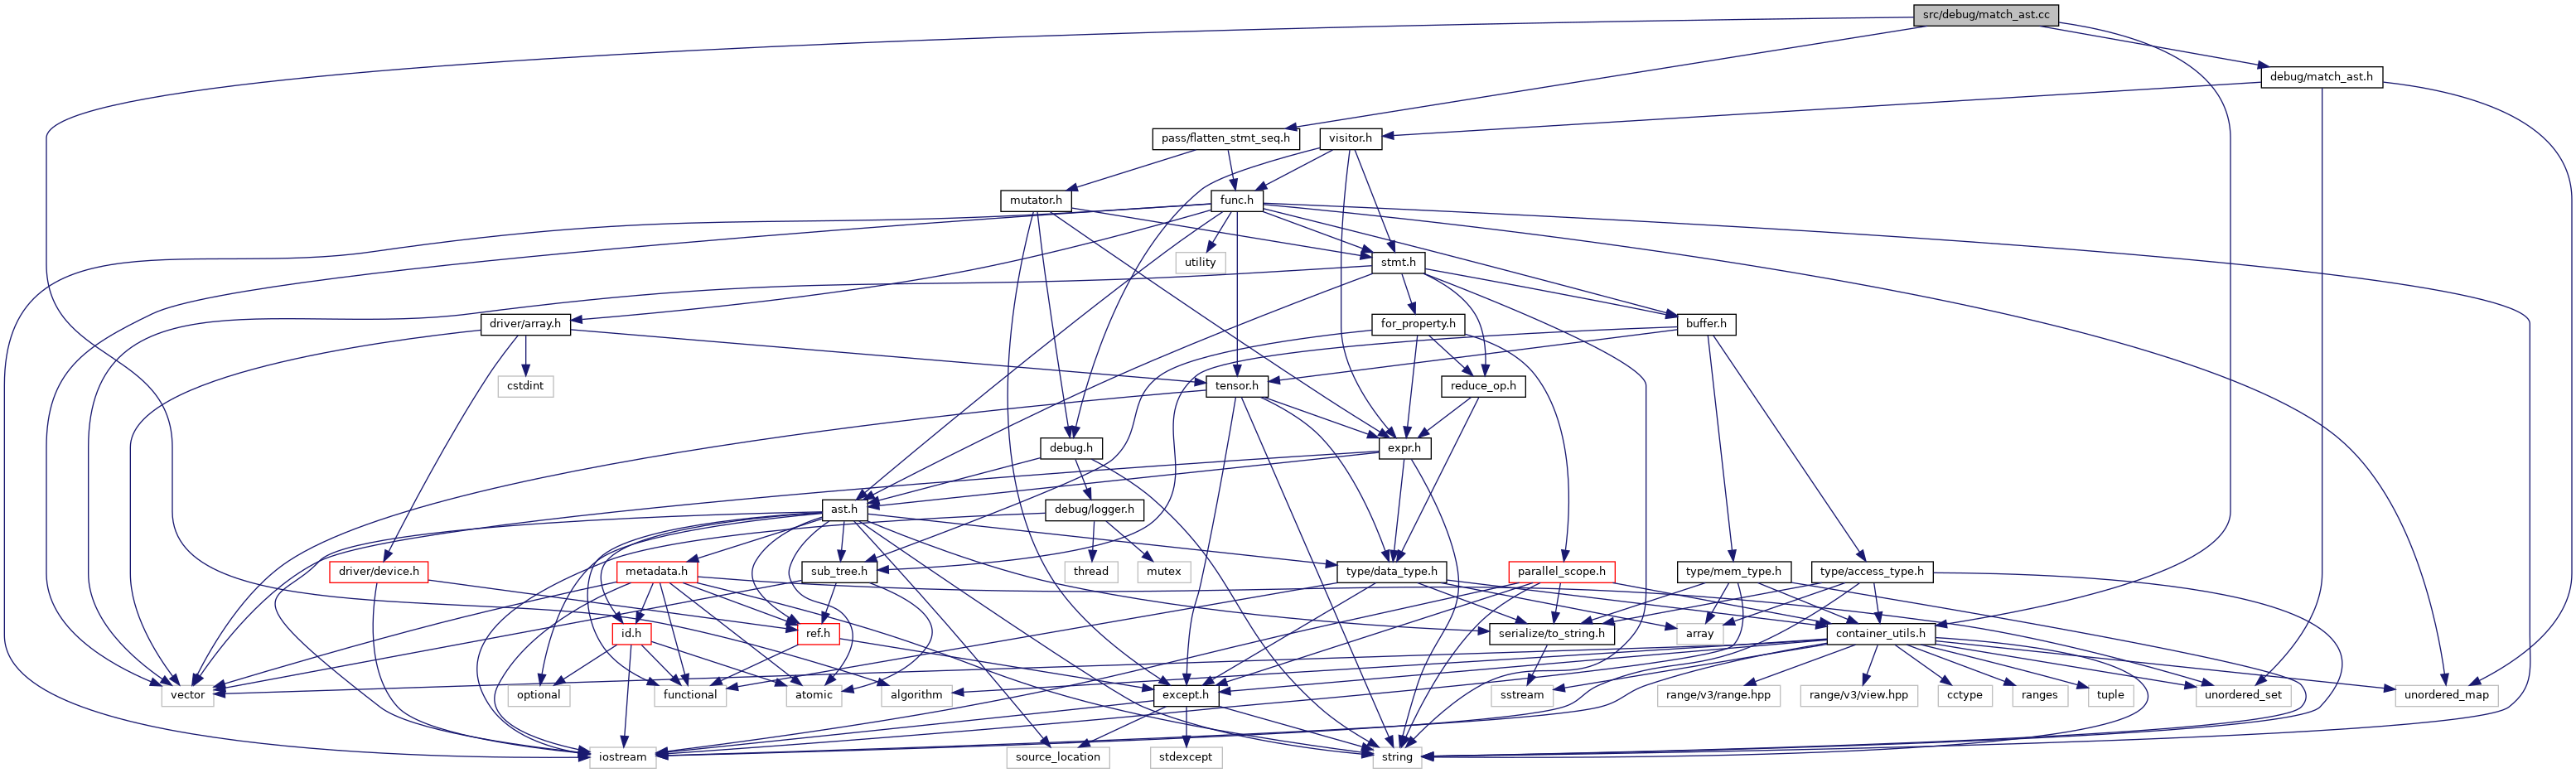 src/debug/match_ast.cc
debug/match_ast.h
pass/flatten_stmt_seq.h
visitor.h
mutator.h
func.h
utility
stmt.h
driver/array.h
for_property.h
buffer.h
cstdint
tensor.h
reduce_op.h
debug.h
expr.h
ast.h
debug/logger.h
driver/device.h
metadata.h
sub_tree.h
thread
mutex
type/data_type.h
parallel_scope.h
type/mem_type.h
type/access_type.h
id.h
ref.h
serialize/to_string.h
array
container_utils.h
vector
optional
functional
atomic
algorithm
except.h
sstream
range/v3/range.hpp
range/v3/view.hpp
cctype
ranges
tuple
unordered_set
unordered_map
iostream
source_location
stdexcept
string